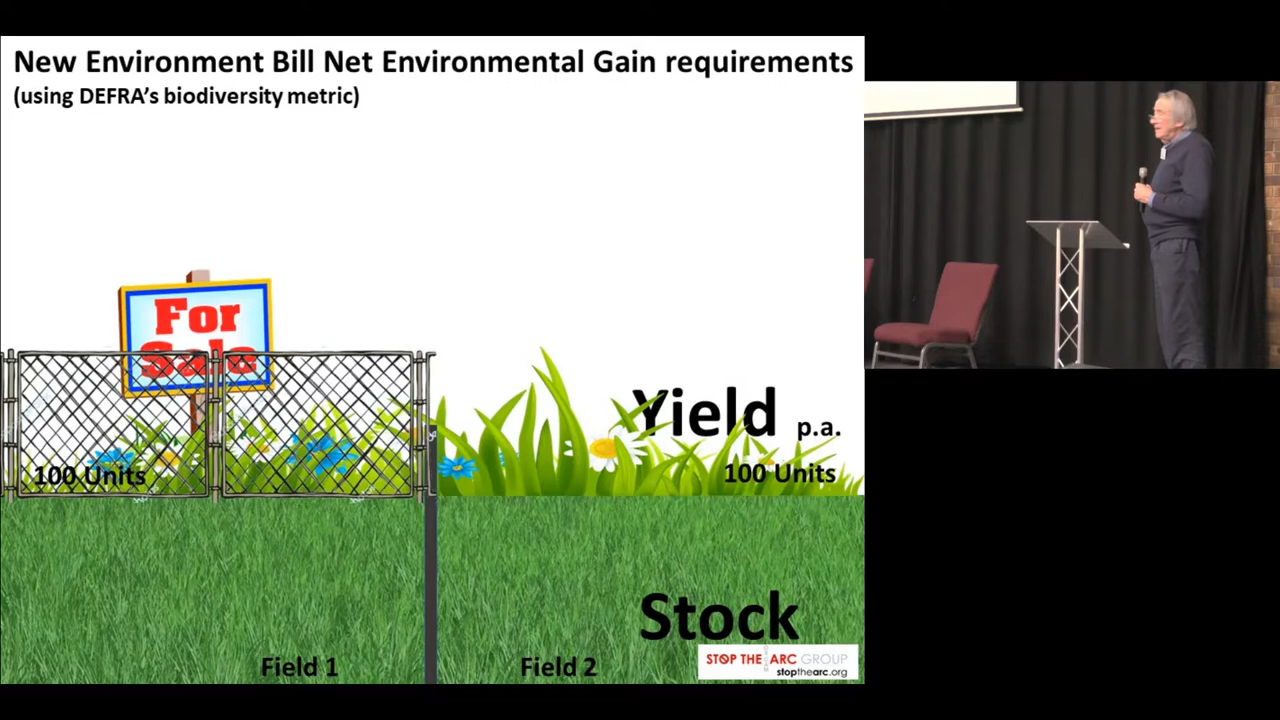 New Environment Bill Net Environmental Gain requirements
(using DEFRA's biodiversity metric)
For
Sale
Yield p.a.
100 Units
100 Units
Stock
Field 1
Field 2
STOP THE ARC GROUP
stopthearc.org